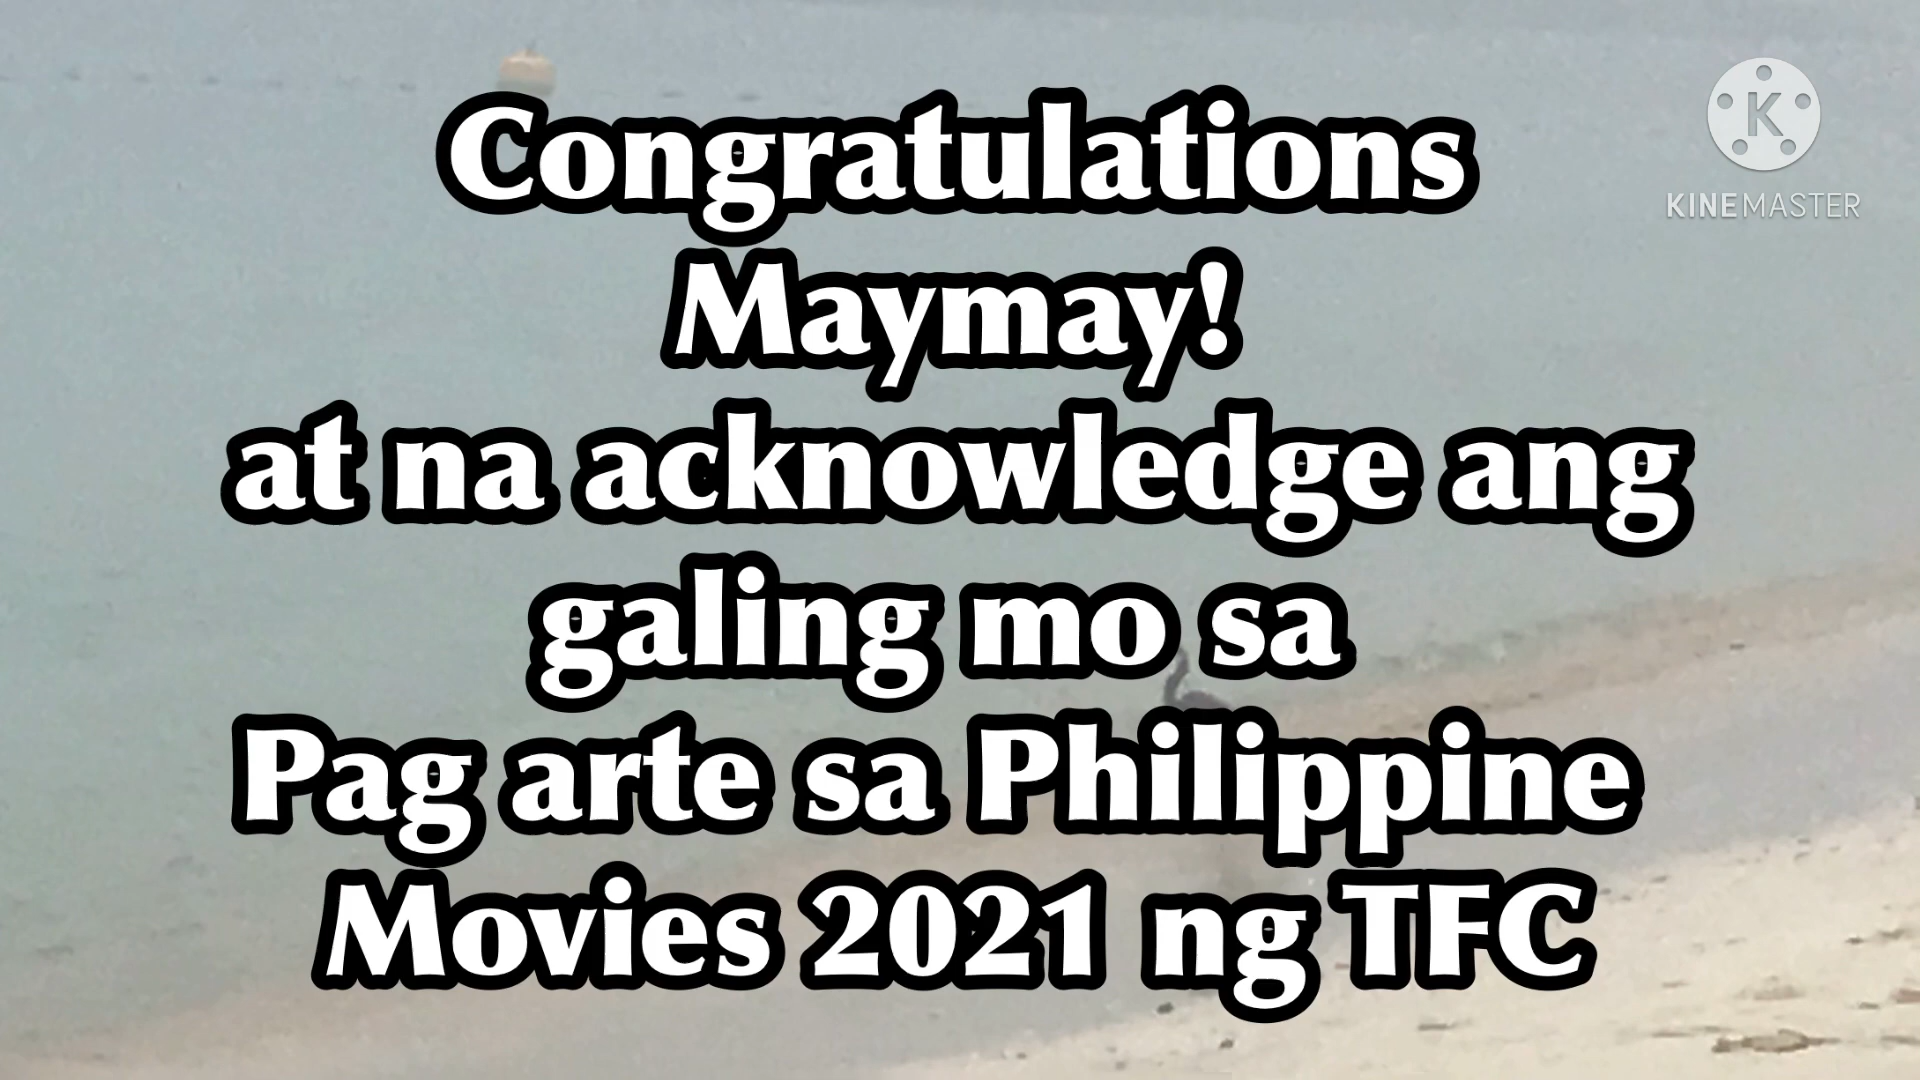 Congratulations
Maymay!
at na acknowledge ang
galing mo sa
Pag arte sa Philippine
Movies 2021 ng TFC
K
KINEMASTER